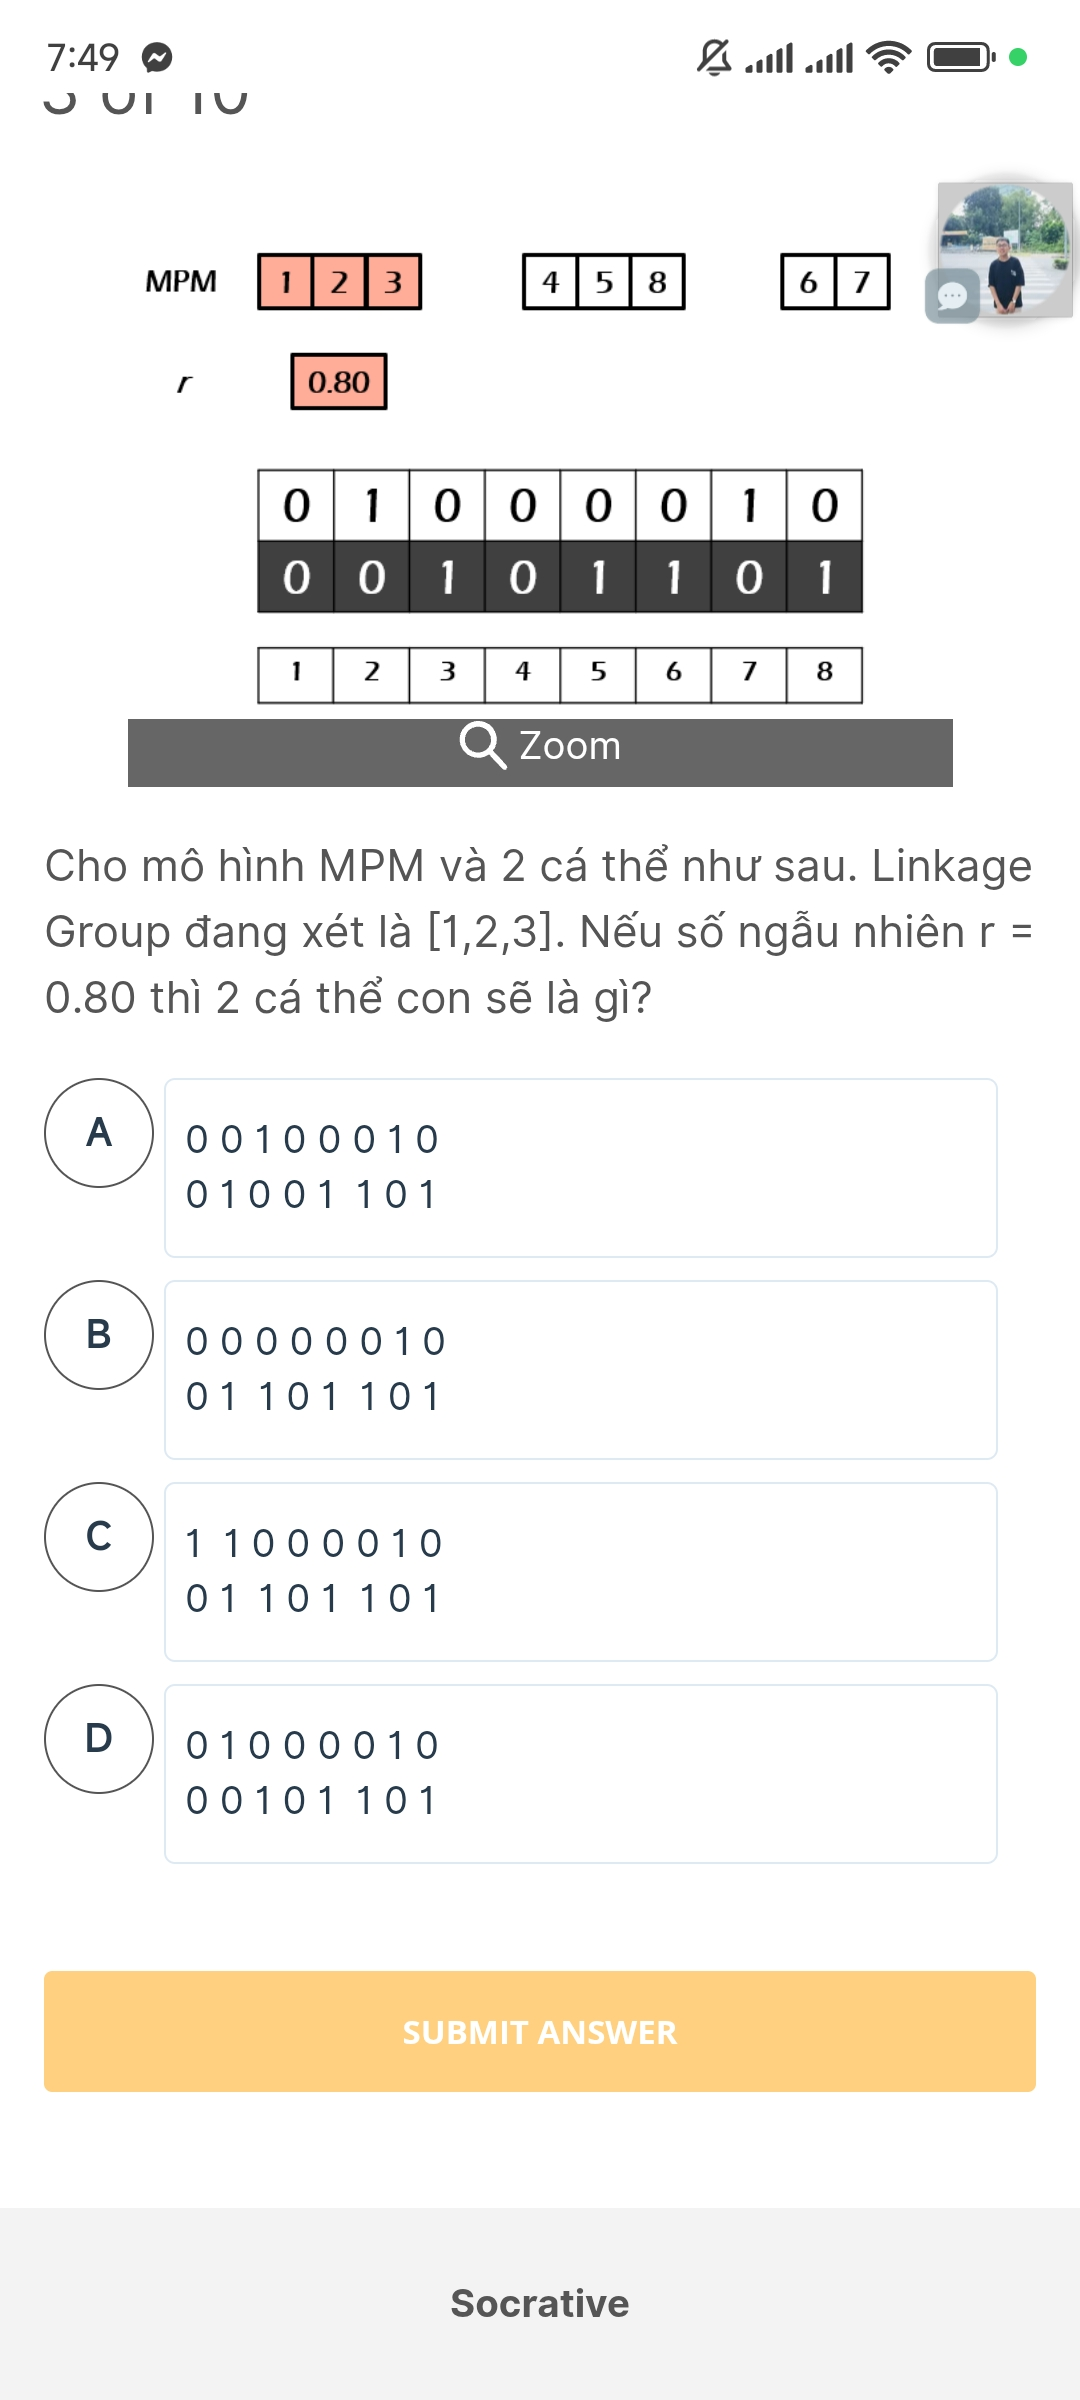 7:49
3 of 10
MPM 1 2 3 4 5 8 6 7
r 0.80
0 1 0 0 0 0 1 0
0 0 1 0 1 1 0 1
1 2 3 4 5 6 7 8
Zoom
Cho mô hình MPM và 2 cá thể như sau. Linkage
Group đang xét là [1,2,3]. Nếu số ngẫu nhiên r =
0.80 thì 2 cá thể con sẽ là gì?
A
0 0 1 0 0 0 1 0
0 1 0 0 1 1 0 1
B
0 0 0 0 0 0 1 0
0 1 1 0 1 1 0 1
C
1 1 0 0 0 0 1 0
0 1 1 0 1 1 0 1
D
0 1 0 0 0 0 1 0
0 0 1 0 1 1 0 1
SUBMIT ANSWER
Socrative